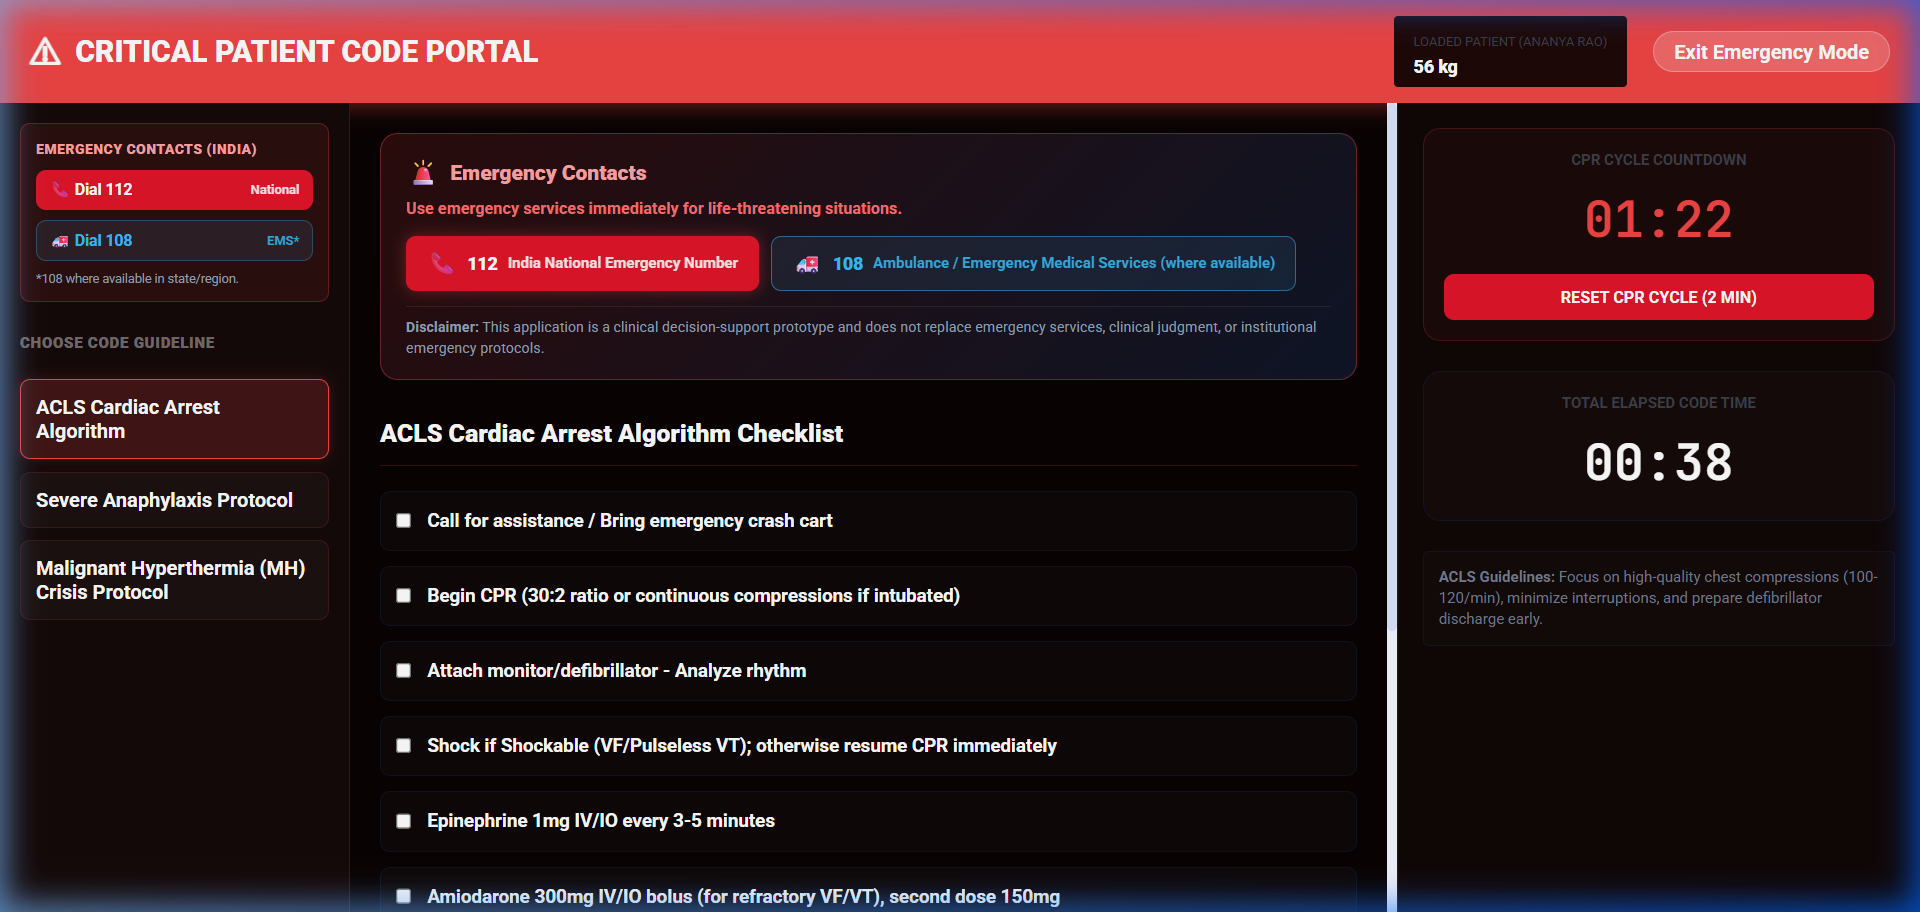 CRITICAL PATIENT CODE PORTAL
LOADED PATIENT (ANANYA RAO)
56 kg
Exit Emergency Mode
EMERGENCY CONTACTS (INDIA)
Dial 112 National
Dial 108 EMS*
*108 where available in state/region.
CHOOSE CODE GUIDELINE
ACLS Cardiac Arrest
Algorithm
Severe Anaphylaxis Protocol
Malignant Hyperthermia (MH)
Crisis Protocol
Emergency Contacts
Use emergency services immediately for life-threatening situations.
112 India National Emergency Number
108 Ambulance / Emergency Medical Services (where available)
Disclaimer: This application is a clinical decision-support prototype and does not replace emergency services, clinical judgment, or institutional
emergency protocols.
ACLS Cardiac Arrest Algorithm Checklist
Call for assistance / Bring emergency crash cart
Begin CPR (30:2 ratio or continuous compressions if intubated)
Attach monitor/defibrillator - Analyze rhythm
Shock if Shockable (VF/Pulseless VT); otherwise resume CPR immediately
Epinephrine 1mg IV/IO every 3-5 minutes
Amiodarone 300mg IV/IO bolus (for refractory VF/VT), second dose 150mg
CPR CYCLE COUNTDOWN
01:22
RESET CPR CYCLE (2 MIN)
TOTAL ELAPSED CODE TIME
00:38
ACLS Guidelines: Focus on high-quality chest compressions (100-
120/min), minimize interruptions, and prepare defibrillator
discharge early.